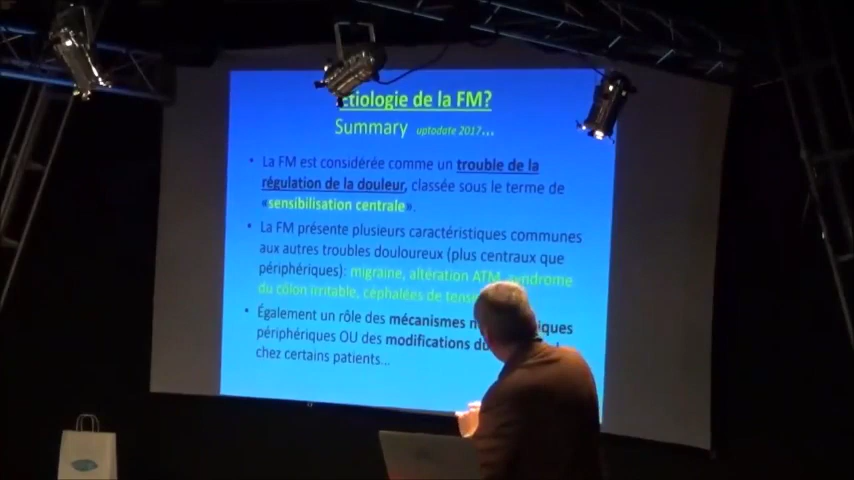 Etiologie de la FM?
Summary uptodate 2017...
• La FM est considérée comme un trouble de la
régulation de la douleur, classée sous le terme de
«sensibilisation centrale».
• La FM présente plusieurs caractéristiques communes
aux autres troubles douloureux (plus centraux que
périphériques): migraine, altération ATM, syndrome
du côlon irritable, céphalées de
• Également un rôle des mécanismes
périphériques OU des modifications
chez certains patients...